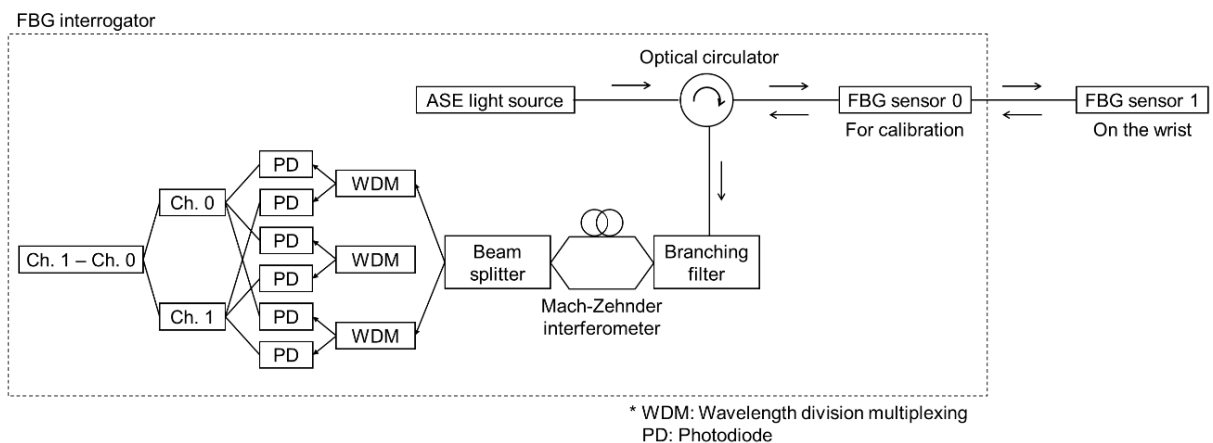 FBG interrogator
Optical circulator
ASE light source
FBG sensor 0
FBG sensor 1
For calibration
On the wrist
PD
WDM
PD
Ch. 0
PD
WDM
PD
Ch. 1 – Ch. 0
Beam
splitter
Branching
filter
Mach-Zehnder
interferometer
Ch. 1
PD
WDM
PD
* WDM: Wavelength division multiplexing
PD: Photodiode